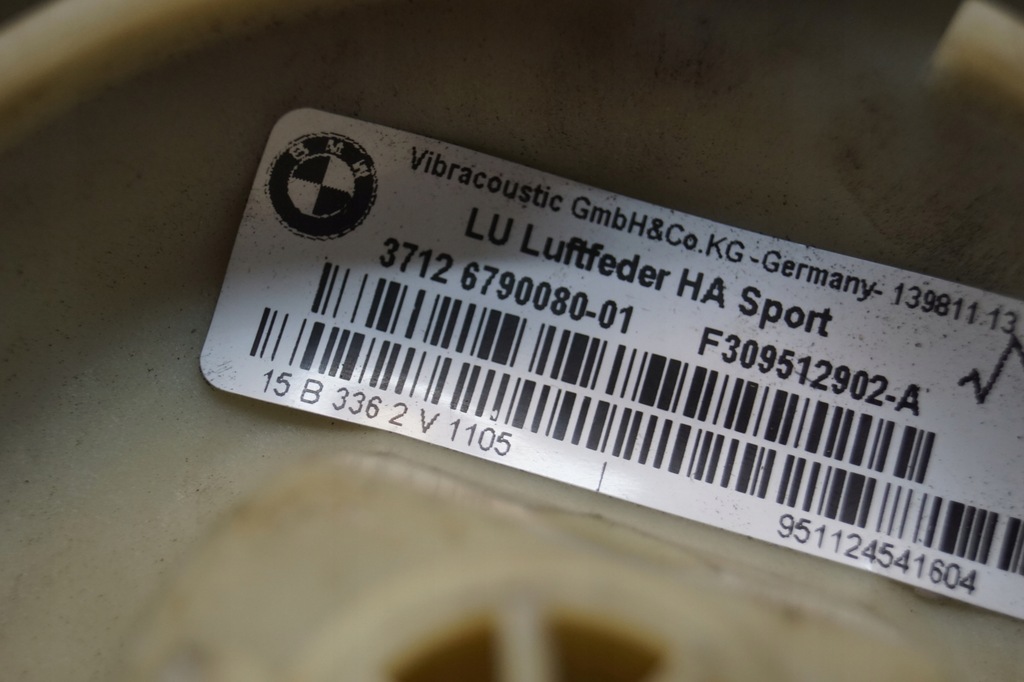 BMW
Vibracoustic GmbH&Co.KG -Germany- 139811 13
LU Luftfeder HA Sport
3712 6790080-01
F309512902-A
15 B 336 2 V 1105
951124541604